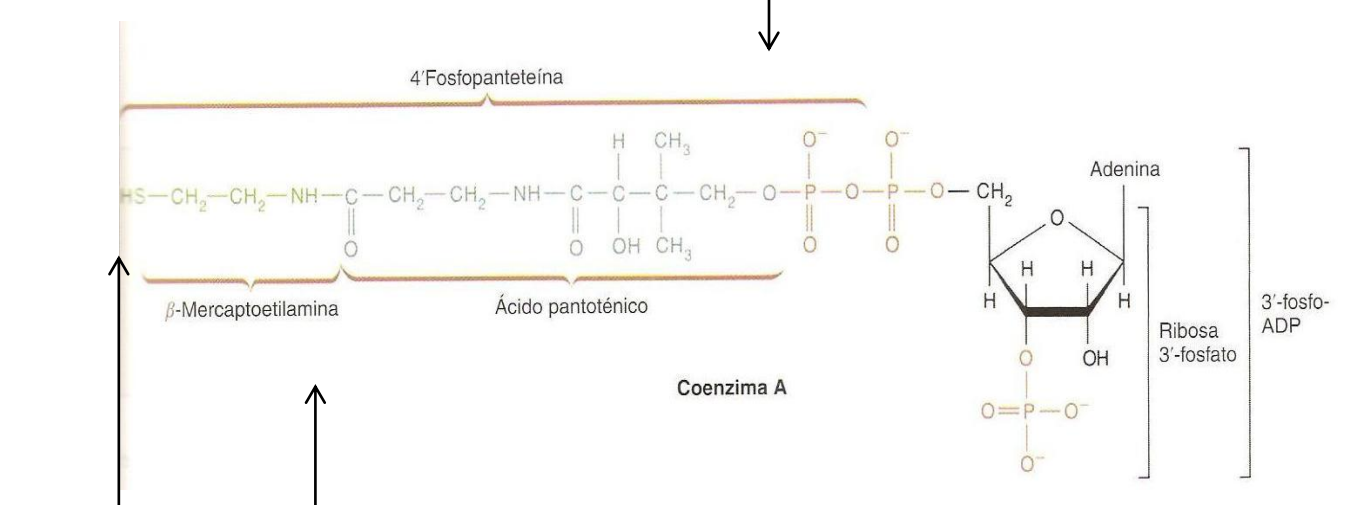 4′Fosfopanteteína
H CH3 O− O− Adenina
HS—CH2—CH2—NH—C—CH2—CH2—NH—C—C—C—CH2—O—P—O—P—O—CH2
O
O O OH CH3 O O
H H H H
β-Mercaptoetilamina
Ácido pantoténico
3′-fosfo-
ADP
Ribosa
3′-fosfato
O OH
Coenzima A
O=P—O−
O−